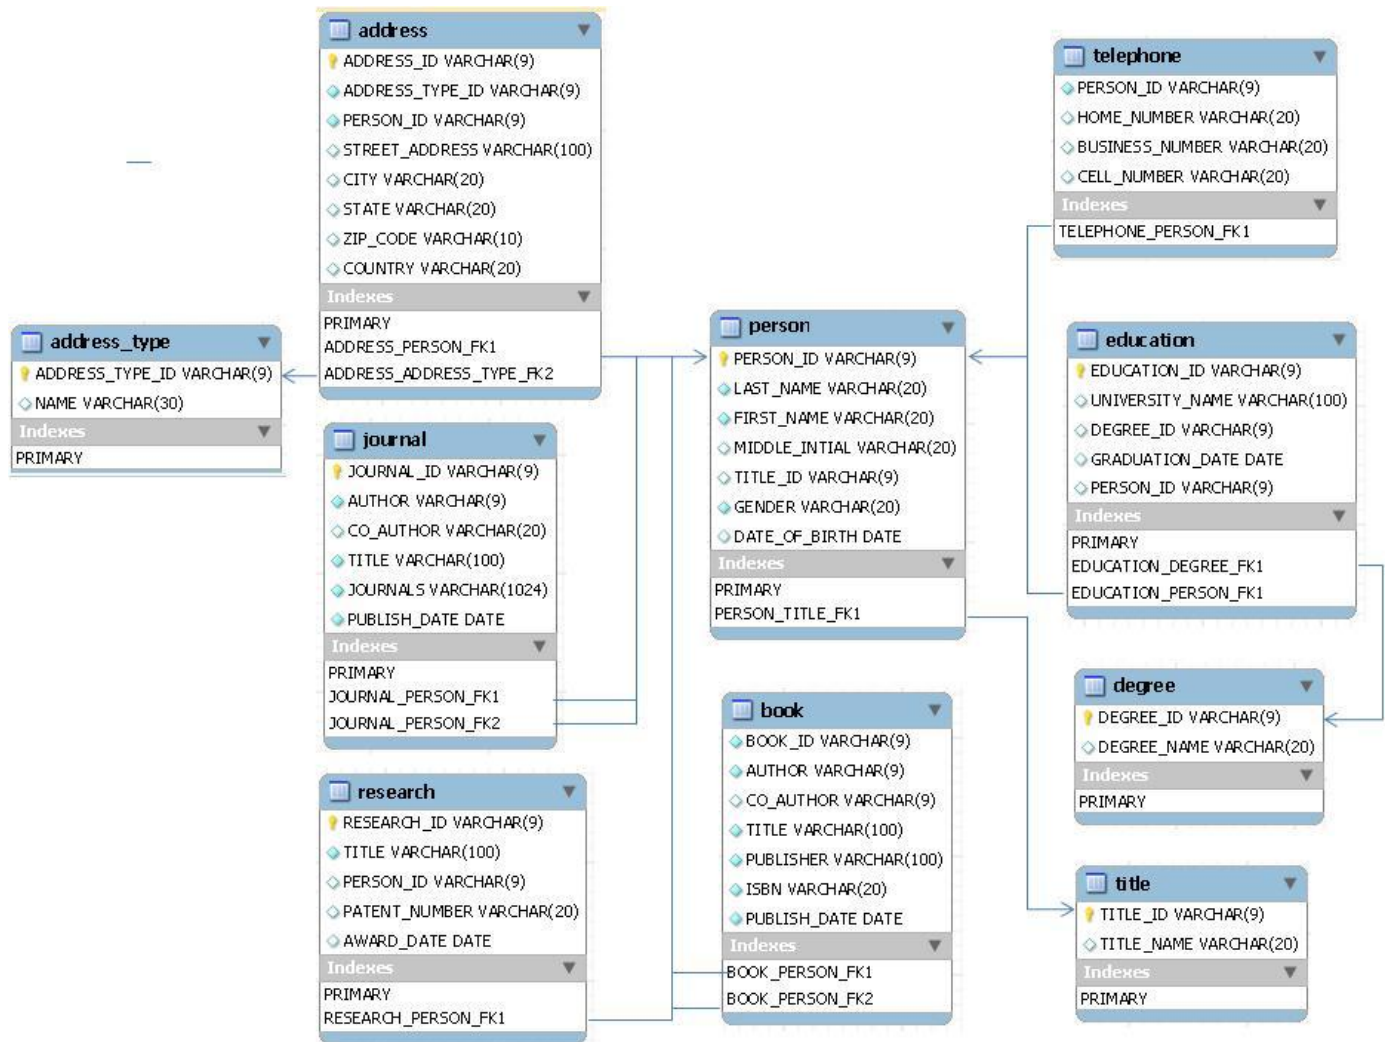 address
ADDRESS_ID VARCHAR(9)
ADDRESS_TYPE_ID VARCHAR(9)
PERSON_ID VARCHAR(9)
STREET_ADDRESS VARCHAR(100)
CITY VARCHAR(20)
STATE VARCHAR(20)
ZIP_CODE VARCHAR(10)
COUNTRY VARCHAR(20)
Indexes
PRIMARY
ADDRESS_PERSON_FK1
ADDRESS_ADDRESS_TYPE_FK2
address_type
ADDRESS_TYPE_ID VARCHAR(9)
NAME VARCHAR(30)
Indexes
PRIMARY
journal
JOURNAL_ID VARCHAR(9)
AUTHOR VARCHAR(9)
CO_AUTHOR VARCHAR(20)
TITLE VARCHAR(100)
JOURNALS VARCHAR(1024)
PUBLISH_DATE DATE
Indexes
PRIMARY
JOURNAL_PERSON_FK1
JOURNAL_PERSON_FK2
research
RESEARCH_ID VARCHAR(9)
TITLE VARCHAR(100)
PERSON_ID VARCHAR(9)
PATENT_NUMBER VARCHAR(20)
AWARD_DATE DATE
Indexes
PRIMARY
RESEARCH_PERSON_FK1
person
PERSON_ID VARCHAR(9)
LAST_NAME VARCHAR(20)
FIRST_NAME VARCHAR(20)
MIDDLE_INTIAL VARCHAR(20)
TITLE_ID VARCHAR(9)
GENDER VARCHAR(20)
DATE_OF_BIRTH DATE
Indexes
PRIMARY
PERSON_TITLE_FK1
book
BOOK_ID VARCHAR(9)
AUTHOR VARCHAR(9)
CO_AUTHOR VARCHAR(9)
TITLE VARCHAR(100)
PUBLISHER VARCHAR(100)
ISBN VARCHAR(20)
PUBLISH_DATE DATE
Indexes
BOOK_PERSON_FK1
BOOK_PERSON_FK2
telephone
PERSON_ID VARCHAR(9)
HOME_NUMBER VARCHAR(20)
BUSINESS_NUMBER VARCHAR(20)
CELL_NUMBER VARCHAR(20)
Indexes
TELEPHONE_PERSON_FK1
education
EDUCATION_ID VARCHAR(9)
UNIVERSITY_NAME VARCHAR(100)
DEGREE_ID VARCHAR(9)
GRADUATION_DATE DATE
PERSON_ID VARCHAR(9)
Indexes
PRIMARY
EDUCATION_DEGREE_FK1
EDUCATION_PERSON_FK1
degree
DEGREE_ID VARCHAR(9)
DEGREE_NAME VARCHAR(20)
Indexes
PRIMARY
title
TITLE_ID VARCHAR(9)
TITLE_NAME VARCHAR(20)
Indexes
PRIMARY